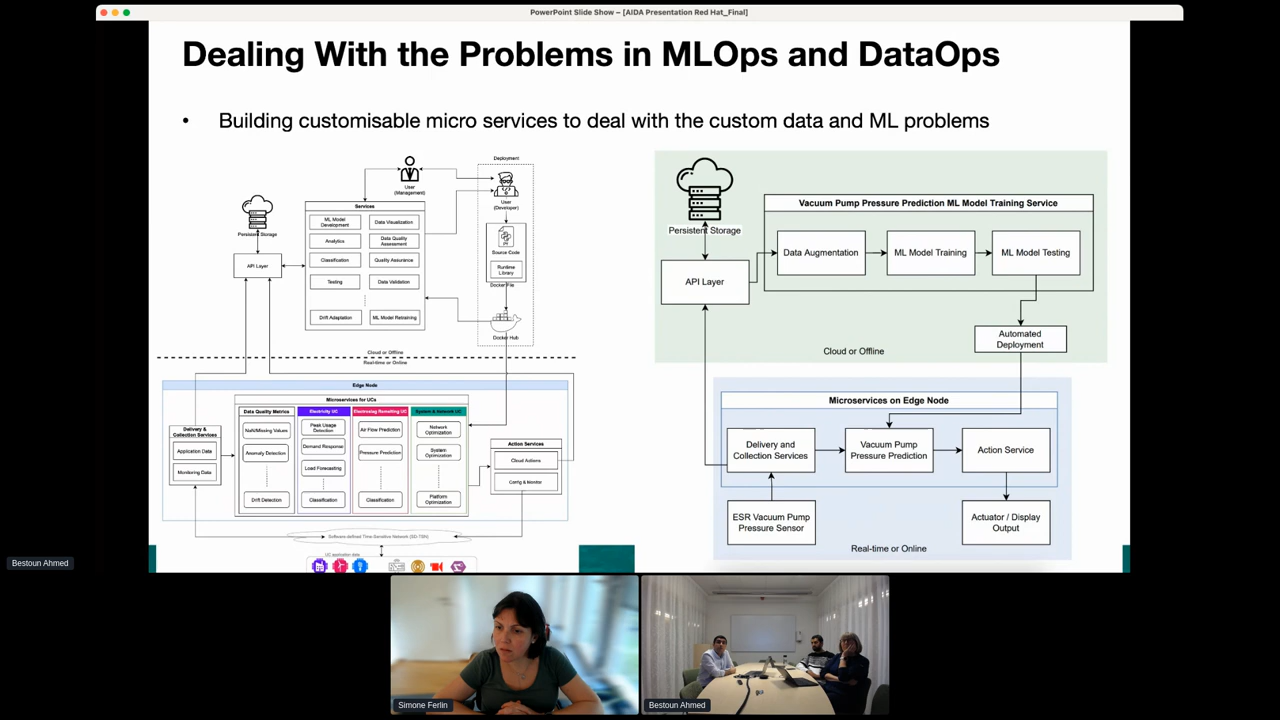 PowerPoint Slide Show – [AIDA Presentation Red Hat_Final]
Dealing With the Problems in MLOps and DataOps
• Building customisable micro services to deal with the custom data and ML problems
Deployment
User
(Management)
User
(Developer)
Persistent Storage
API Layer
Services
ML Model
Development
Data Visualization
Analytics
Data Quality
Assessment
Classification
Quality Assurance
Testing
Data Validation
Drift Adaptation
ML Model Retraining
Source Code
Runtime
Library
Docker File
Docker Hub
Cloud or Offline
Real-time or Online
Edge Node
Microservices for UCs
Delivery &
Collection Services
Application Data
Monitoring Data
Data Quality Metrics
NaN/Missing Values
Anomaly Detection
Drift Detection
Electricity UC
Peak Usage
Detection
Demand Response
Load Forecasting
Classification
Electroslag Remelting UC
Air Flow Prediction
Pressure Prediction
Classification
System & Network UC
Network
Optimization
System
Optimization
Platform
Optimization
Action Services
Cloud Actions
Config & Monitor
Software-defined Time-Sensitive Network (SD-TSN)
UC application data
Persistent Storage
API Layer
Vacuum Pump Pressure Prediction ML Model Training Service
Data Augmentation
ML Model Training
ML Model Testing
Automated
Deployment
Cloud or Offline
Microservices on Edge Node
Delivery and
Collection Services
Vacuum Pump
Pressure Prediction
Action Service
ESR Vacuum Pump
Pressure Sensor
Actuator / Display
Output
Real-time or Online
Bestoun Ahmed
Simone Ferlin
Bestoun Ahmed